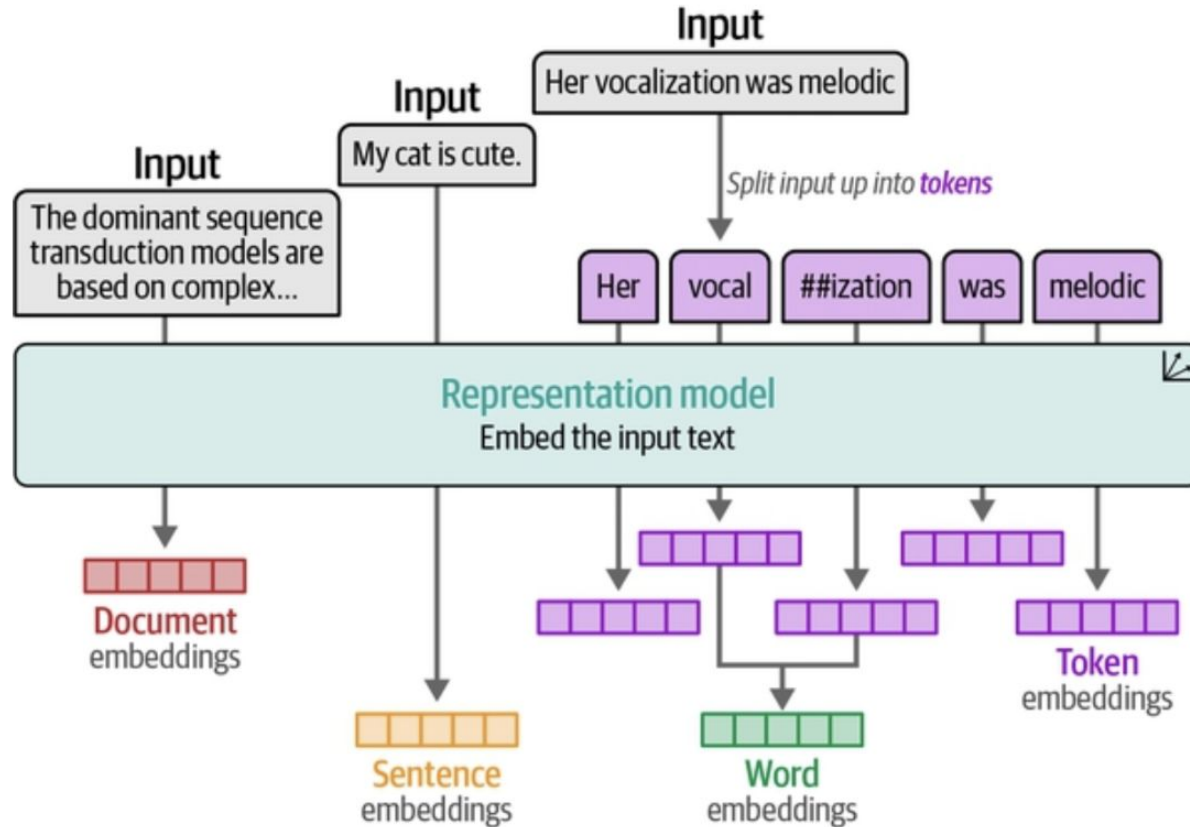 Input
Her vocalization was melodic
Input
My cat is cute.
Split input up into tokens
Input
The dominant sequence
transduction models are
based on complex...
Her
vocal
##ization
was
melodic
Representation model
Embed the input text
Document
embeddings
Token
embeddings
Sentence
embeddings
Word
embeddings